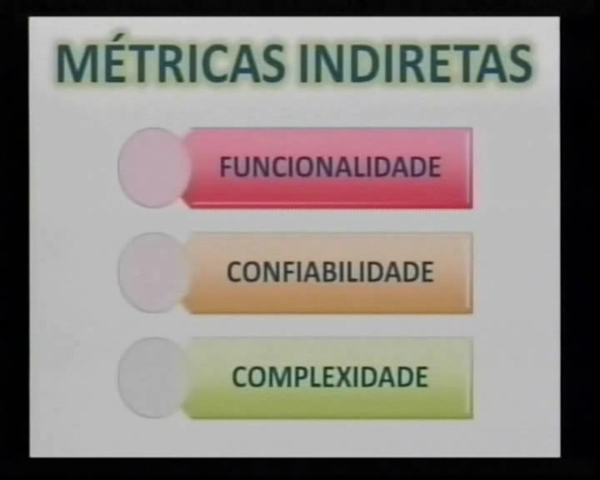 MÉTRICAS INDIRETAS
FUNCIONALIDADE
CONFIABILIDADE
COMPLEXIDADE